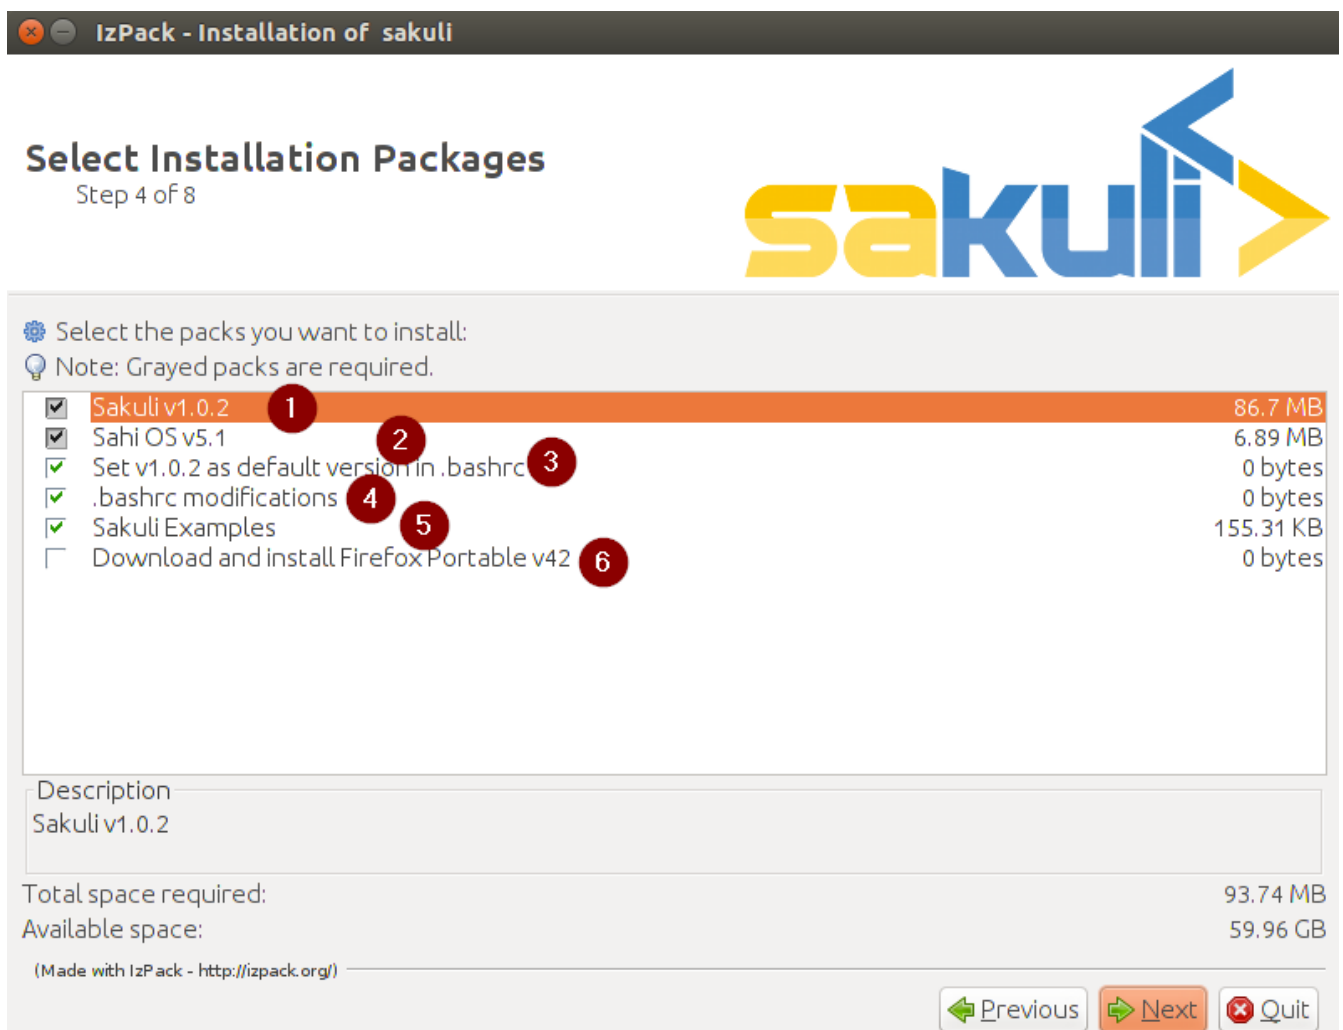 IzPack - Installation of sakuli
Select Installation Packages
Step 4 of 8
sakuli
Select the packs you want to install:
Note: Grayed packs are required.
Sakuli v1.0.2 1 86.7 MB
Sahi OS v5.1 2 6.89 MB
Set v1.0.2 as default version in .bashrc 3 0 bytes
.bashrc modifications 4 0 bytes
Sakuli Examples 5 155.31 KB
Download and install Firefox Portable v42 6 0 bytes
Description
Sakuli v1.0.2
Total space required: 93.74 MB
Available space: 59.96 GB
(Made with IzPack - http://izpack.org/)
Previous Next Quit